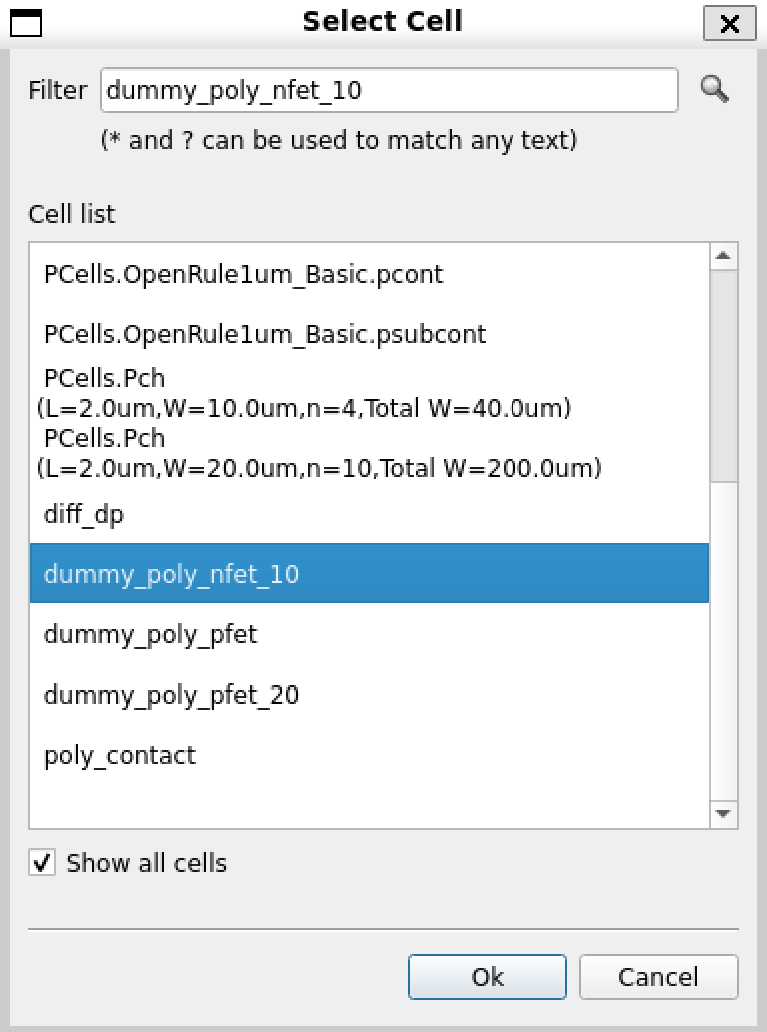 Select Cell
Filter dummy_poly_nfet_10
(* and ? can be used to match any text)
Cell list
PCells.OpenRule1um_Basic.pcont
PCells.OpenRule1um_Basic.psubcont
PCells.Pch
(L=2.0um,W=10.0um,n=4,Total W=40.0um)
PCells.Pch
(L=2.0um,W=20.0um,n=10,Total W=200.0um)
diff_dp
dummy_poly_nfet_10
dummy_poly_pfet
dummy_poly_pfet_20
poly_contact
Show all cells
Ok Cancel